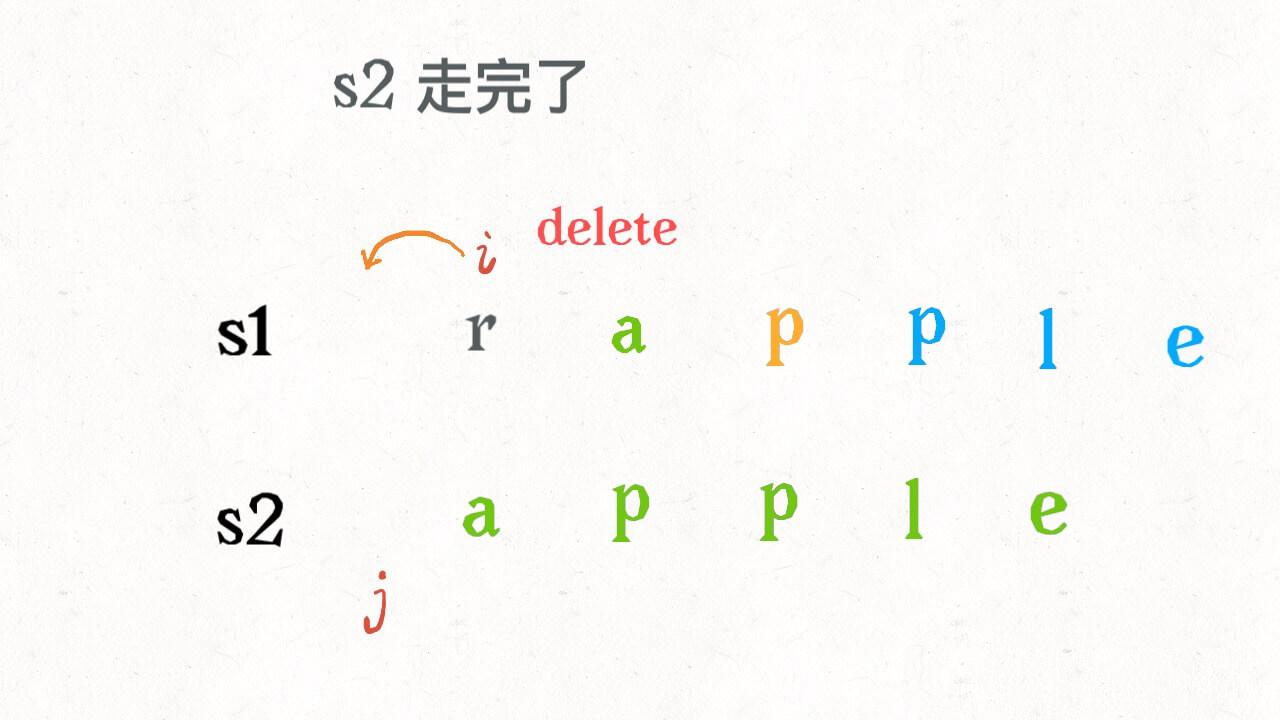 s2 走完了
i delete
s1 r a p p l e
s2 a p p l e
j